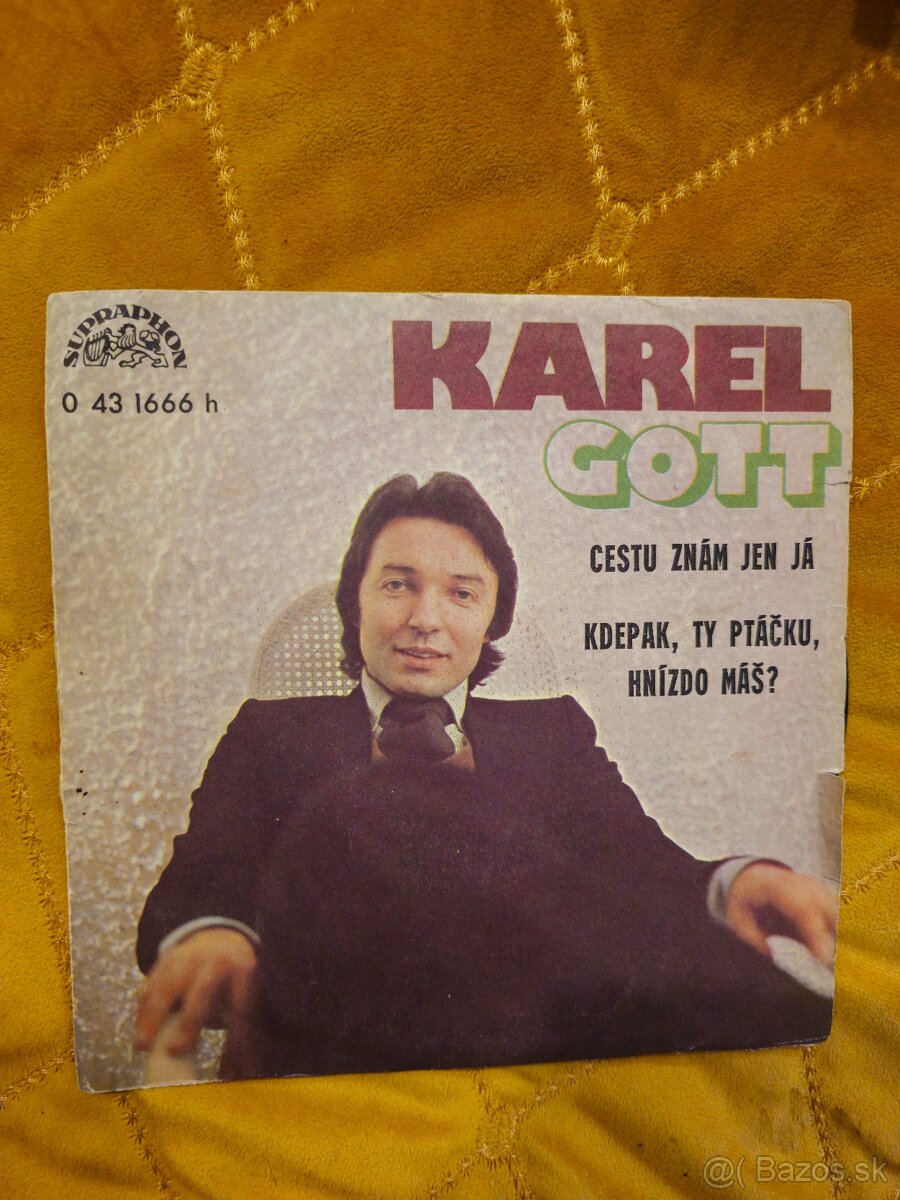 SUPRAPHON
0 43 1666 h
KAREL
GOTT
CESTU ZNÁM JEN JÁ
KDEPAK, TY PTÁČKU,
HNÍZDO MÁŠ?
@( Bazos.sk